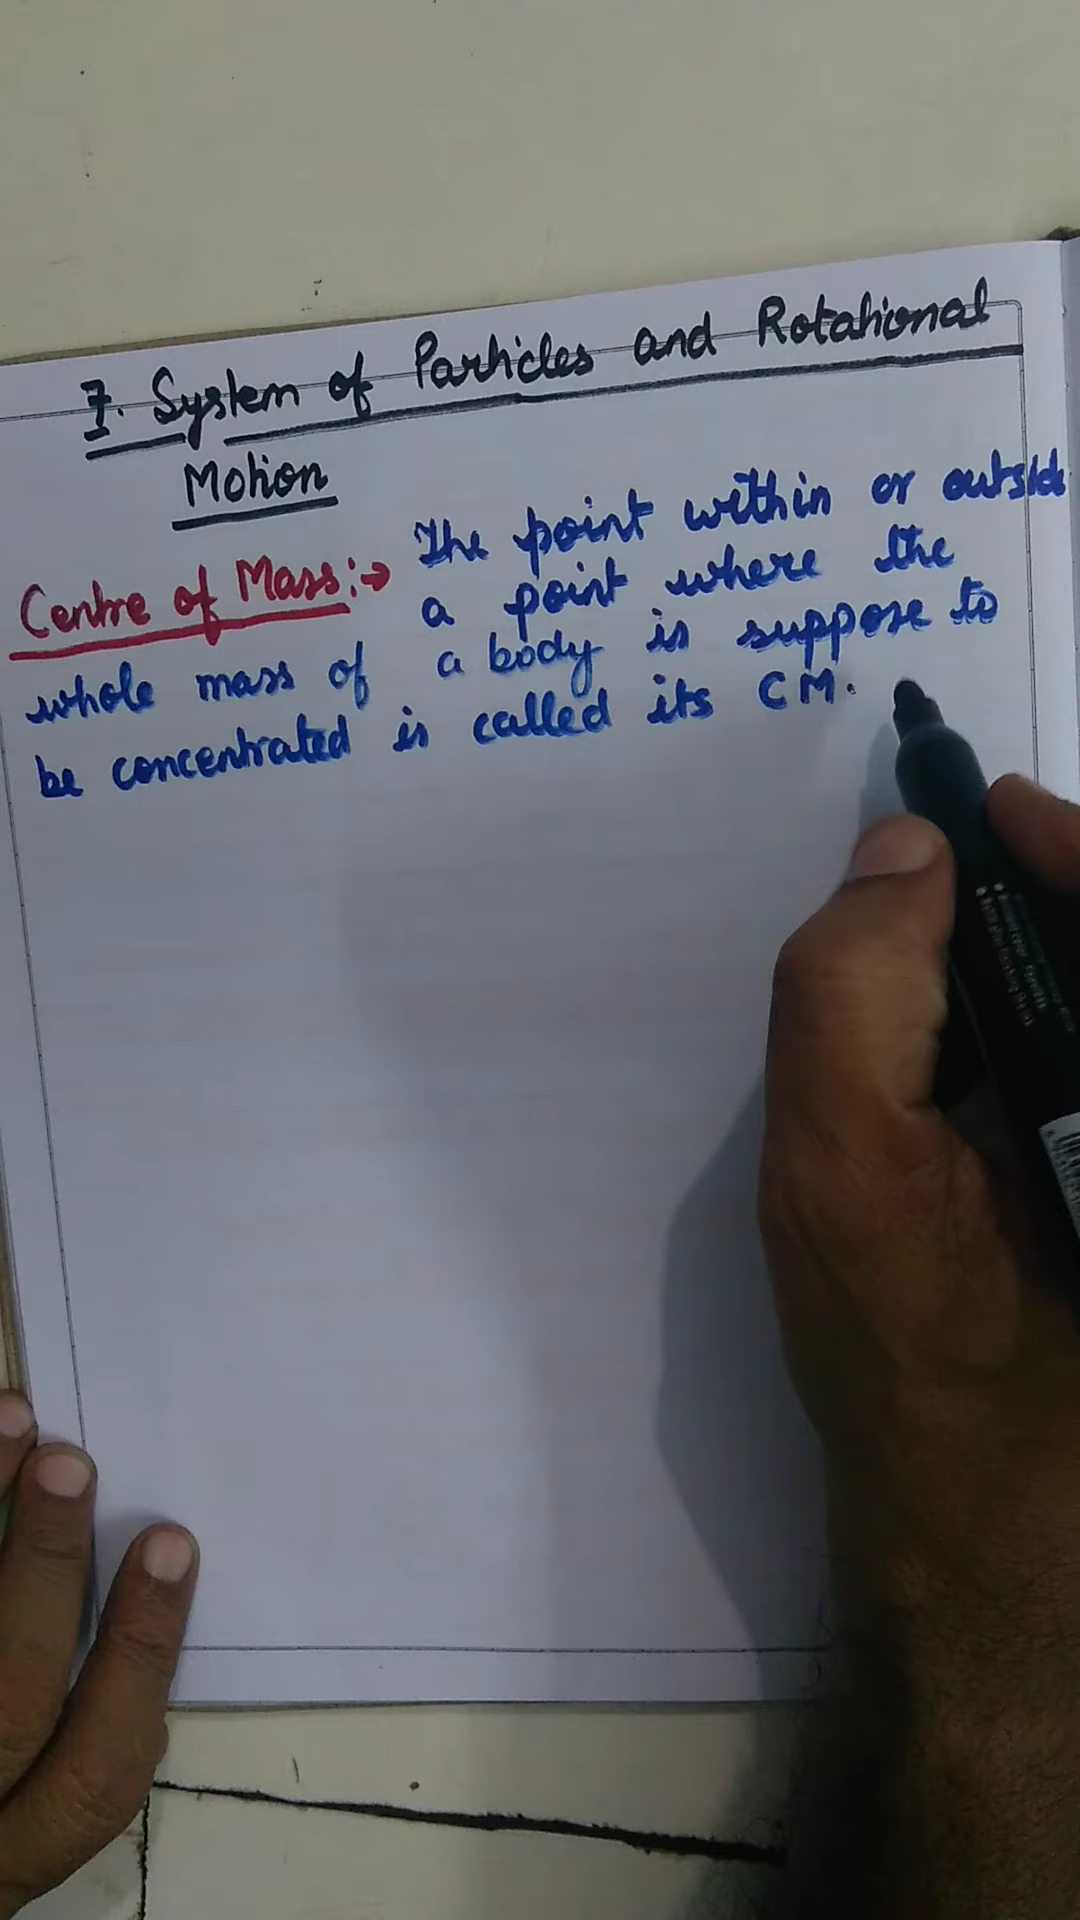 7. System of Particles and Rotational
Motion
Centre of Mass:→ The point within or outside
a point where the
whole mass of a body is suppose to
be concentrated is called its CM.